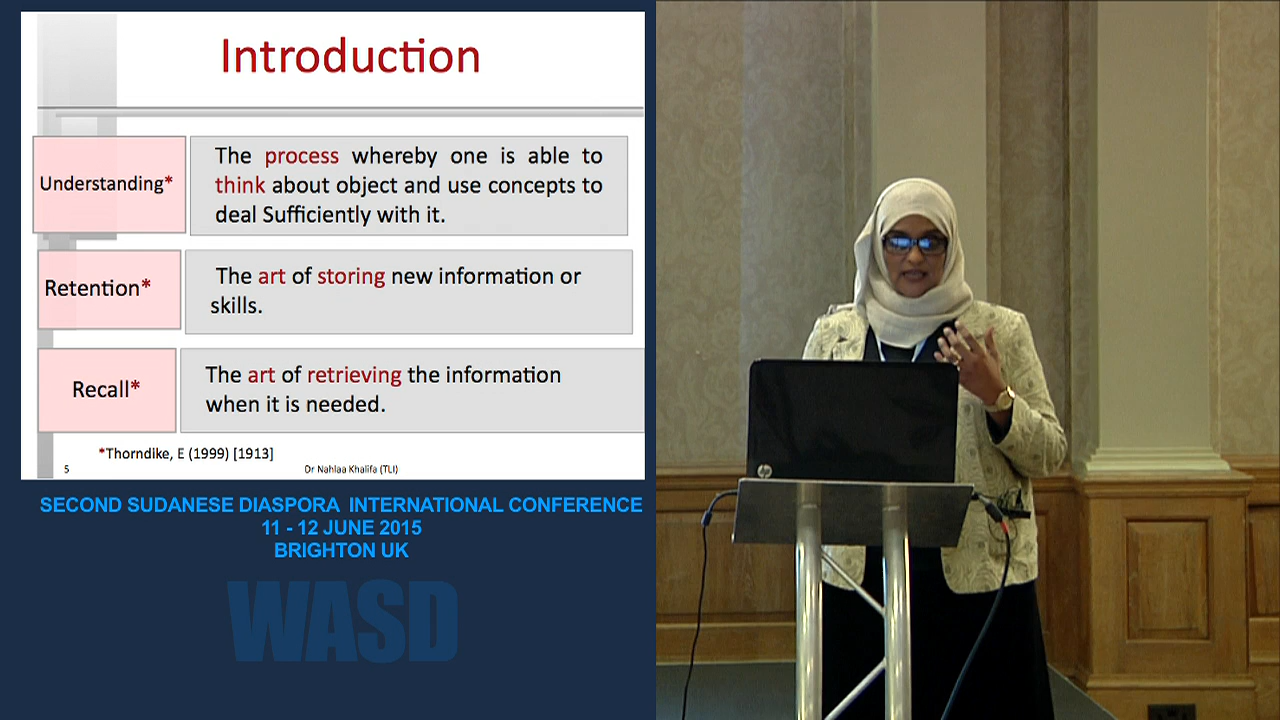 Introduction
Understanding*
The process whereby one is able to
think about object and use concepts to
deal Sufficiently with it.
Retention*
The art of storing new information or
skills.
Recall*
The art of retrieving the information
when it is needed.
*Thorndike, E (1999) [1913]
5
Dr Nahlaa Khalifa (TLI)
SECOND SUDANESE DIASPORA INTERNATIONAL CONFERENCE
11 - 12 JUNE 2015
BRIGHTON UK
WASD
hp